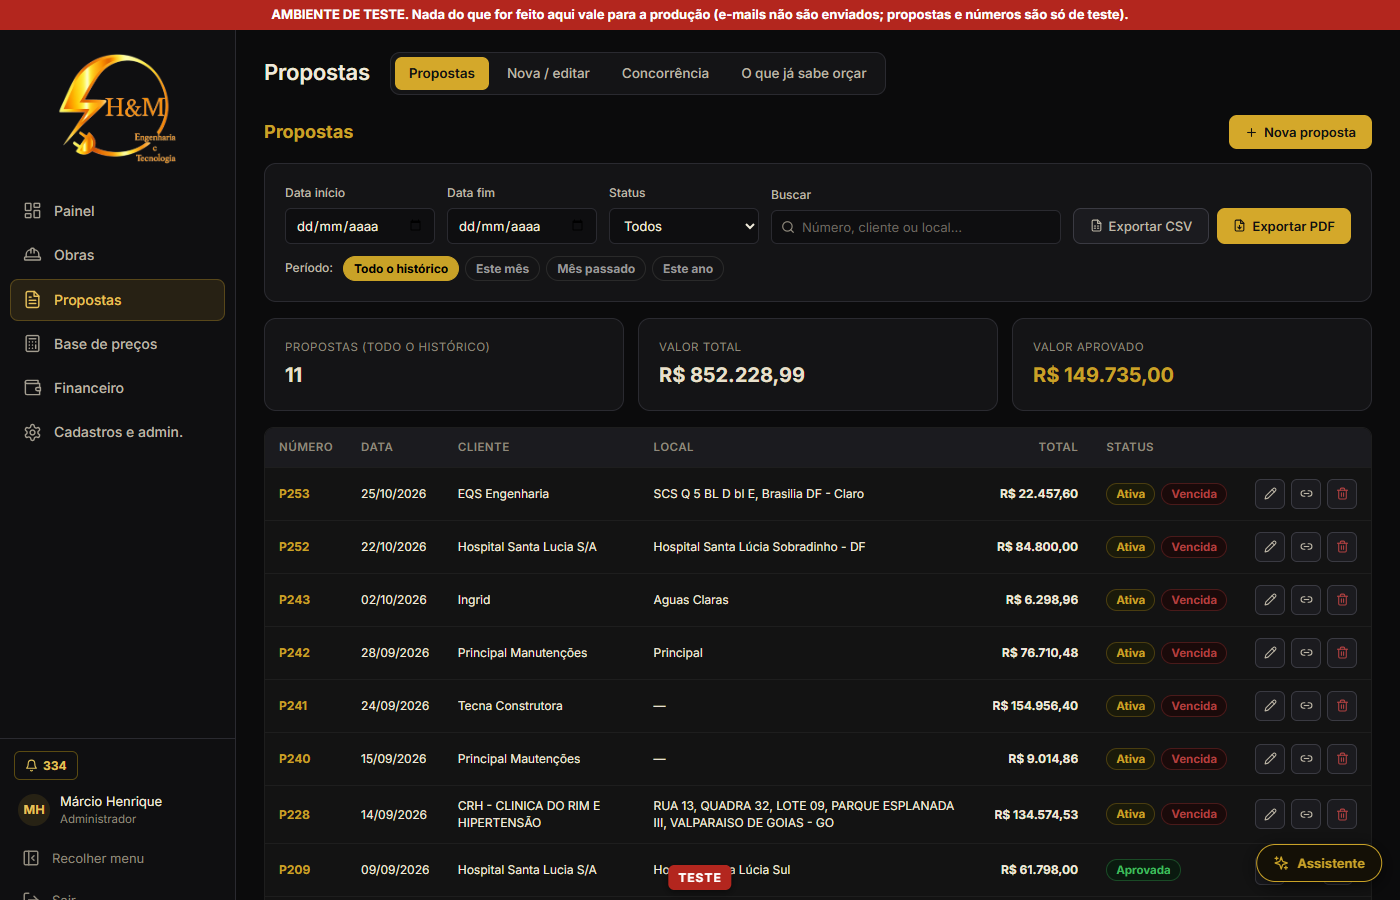 AMBIENTE DE TESTE. Nada do que for feito aqui vale para a produção (e-mails não são enviados; propostas e números são só de teste).
H&M
Engenharia
e
Tecnologia
Painel
Obras
Propostas
Base de preços
Financeiro
Cadastros e admin.
334
MH
Márcio Henrique
Administrador
Recolher menu
Sair
Propostas
Propostas
Nova / editar
Concorrência
O que já sabe orçar
Propostas
+ Nova proposta
Data início
Data fim
Status
Buscar
dd/mm/aaaa
dd/mm/aaaa
Todos
Número, cliente ou local...
Exportar CSV
Exportar PDF
Período:
Todo o histórico
Este mês
Mês passado
Este ano
PROPOSTAS (TODO O HISTÓRICO)
11
VALOR TOTAL
R$ 852.228,99
VALOR APROVADO
R$ 149.735,00
NÚMERO DATA CLIENTE LOCAL TOTAL STATUS
P253 25/10/2026 EQS Engenharia SCS Q 5 BL D bl E, Brasilia DF - Claro R$ 22.457,60 Ativa Vencida
P252 22/10/2026 Hospital Santa Lucia S/A Hospital Santa Lúcia Sobradinho - DF R$ 84.800,00 Ativa Vencida
P243 02/10/2026 Ingrid Aguas Claras R$ 6.298,96 Ativa Vencida
P242 28/09/2026 Principal Manutenções Principal R$ 76.710,48 Ativa Vencida
P241 24/09/2026 Tecna Construtora — R$ 154.956,40 Ativa Vencida
P240 15/09/2026 Principal Mautenções — R$ 9.014,86 Ativa Vencida
P228 14/09/2026 CRH - CLINICA DO RIM E HIPERTENSÃO RUA 13, QUADRA 32, LOTE 09, PARQUE ESPLANADA III, VALPARAISO DE GOIAS - GO R$ 134.574,53 Ativa Vencida
P209 09/09/2026 Hospital Santa Lucia S/A Lúcia Sul R$ 61.798,00 Aprovada
TESTE
Assistente